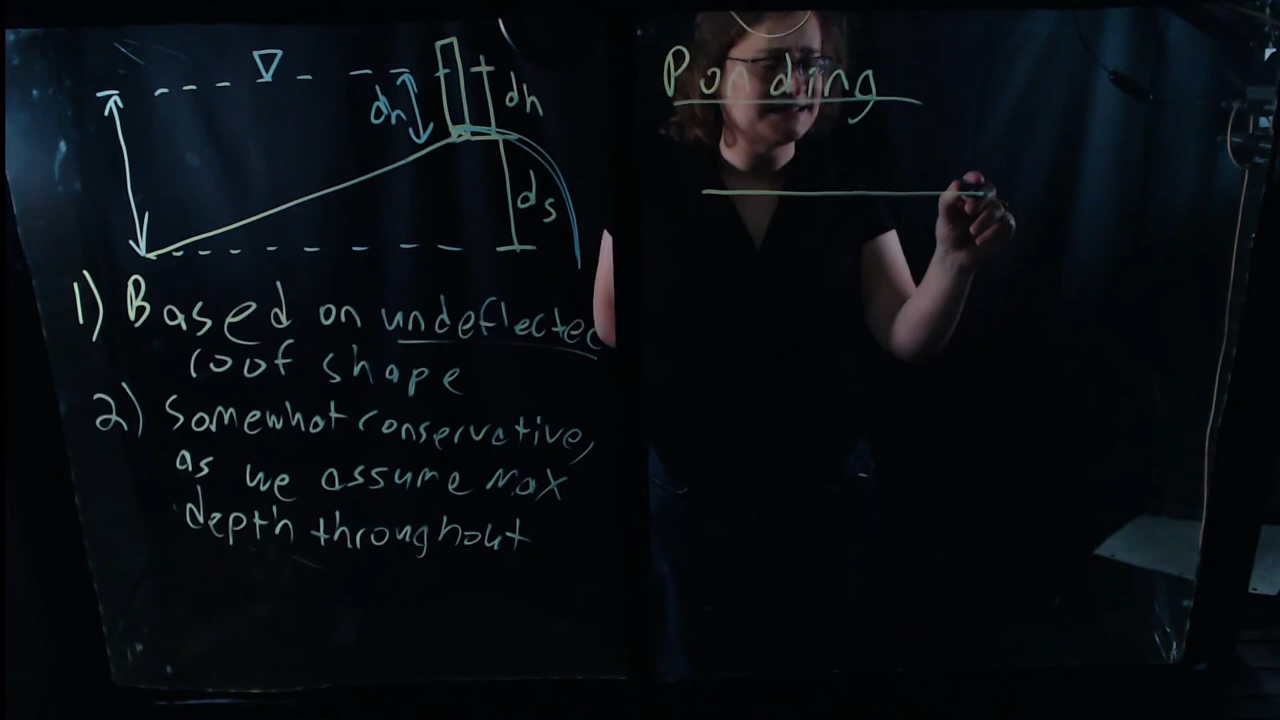 dh
dh
ds
1) Based on undeflected
roof shape
2) Somewhat conservative,
as we assume max
depth throughout
Ponding